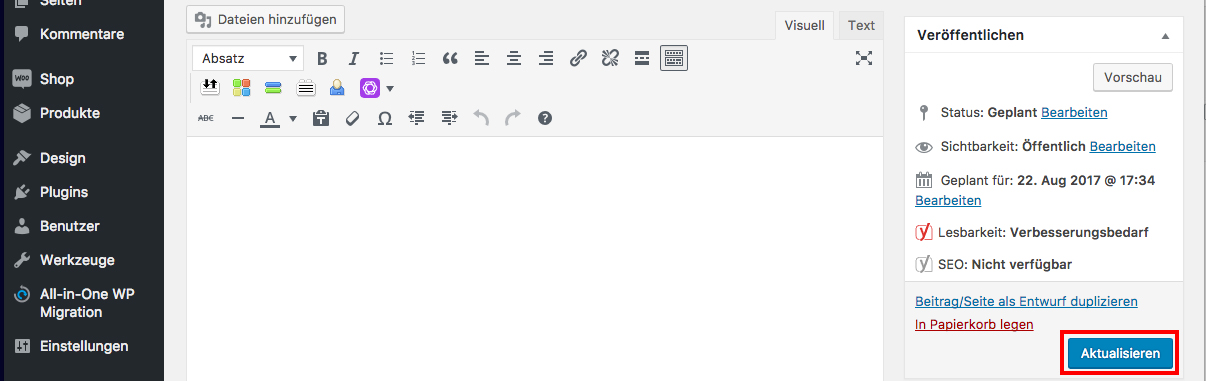 Seiten
Kommentare
WOO Shop
Produkte
Design
Plugins
Benutzer
Werkzeuge
All-in-One WP
Migration
Einstellungen
Dateien hinzufügen
Visuell Text
Absatz
B I
ABC A Ω ?
Veröffentlichen
Vorschau
Status: Geplant Bearbeiten
Sichtbarkeit: Öffentlich Bearbeiten
Geplant für: 22. Aug 2017 @ 17:34
Bearbeiten
Lesbarkeit: Verbesserungsbedarf
SEO: Nicht verfügbar
Beitrag/Seite als Entwurf duplizieren
In Papierkorb legen
Aktualisieren